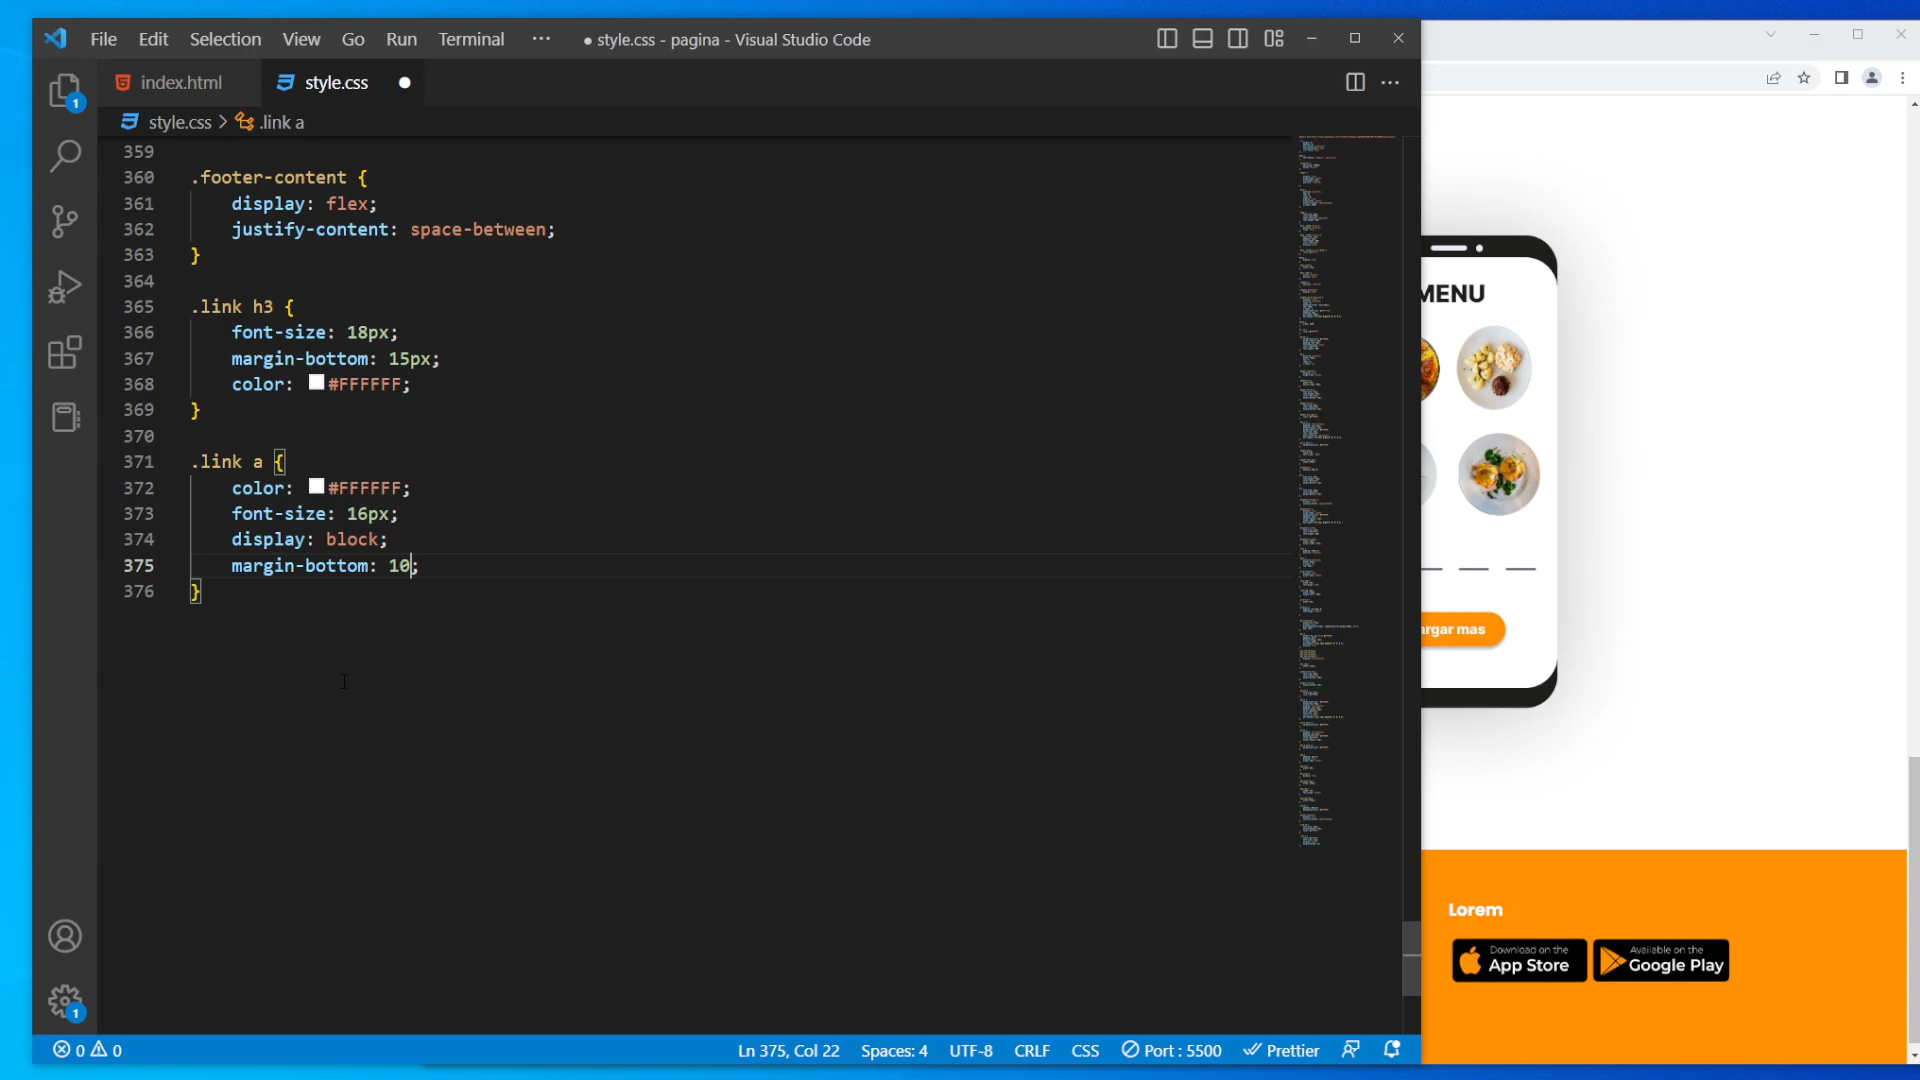 File Edit Selection View Go Run Terminal ···
● style.css - pagina - Visual Studio Code
index.html style.css
style.css > .link a
359
360 .footer-content {
361 display: flex;
362 justify-content: space-between;
363 }
364
365 .link h3 {
366 font-size: 18px;
367 margin-bottom: 15px;
368 color: #FFFFFF;
369 }
370
371 .link a {
372 color: #FFFFFF;
373 font-size: 16px;
374 display: block;
375 margin-bottom: 10;
376 }
1
1
0 0
Ln 375, Col 22 Spaces: 4 UTF-8 CRLF CSS Port : 5500 Prettier
MENU
mas
Lorem
Download on the
App Store
Available on the
Google Play